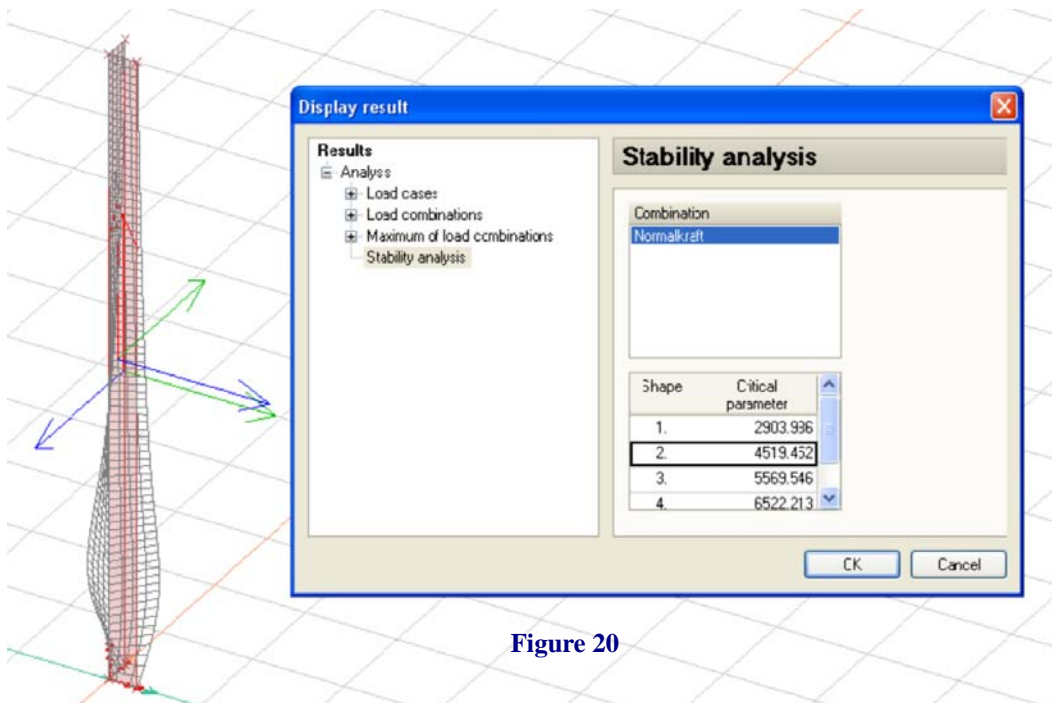 Display result
Results
Analysis
Load cases
Load combinations
Maximum of load combinations
Stability analysis
Stability analysis
Combination
Normalkraft
Shape Critical parameter
1. 2903.936
2. 4519.452
3. 5569.546
4. 6522.213
OK Cancel
Figure 20